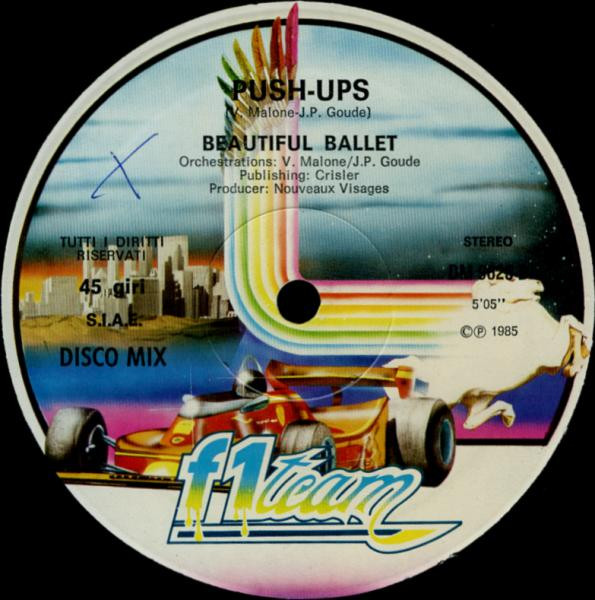 PUSH-UPS
(V. Malone-J.P. Goude)
BEAUTIFUL BALLET
Orchestrations: V. Malone/J.P. Goude
Publishing: Crisler
Producer: Nouveaux Visages
TUTTI I DIRITTI
RISERVATI
45 giri
S.I.A.E.
DISCO MIX
STEREO
5'05''
©℗ 1985
f1 team